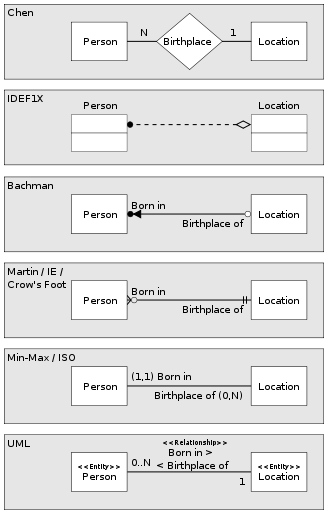 Chen
Person
N
Birthplace
1
Location
IDEF1X
Person
Location
Bachman
Person
Born in
Birthplace of
Location
Martin / IE /
Crow's Foot
Person
Born in
Birthplace of
Location
Min-Max / ISO
Person
(1,1) Born in
Birthplace of (0,N)
Location
UML
<<Entity>>
Person
0..N
<<Relationship>>
Born in >
< Birthplace of
1
<<Entity>>
Location